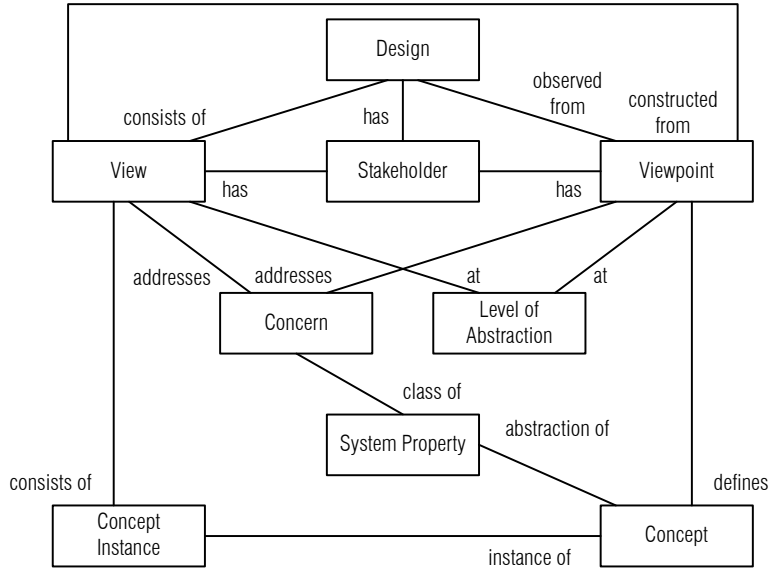 Design
observed
from
constructed
from
consists of
has
View
Stakeholder
Viewpoint
has
has
addresses
addresses
at
at
Concern
Level of
Abstraction
class of
System Property
abstraction of
consists of
defines
Concept
Instance
Concept
instance of